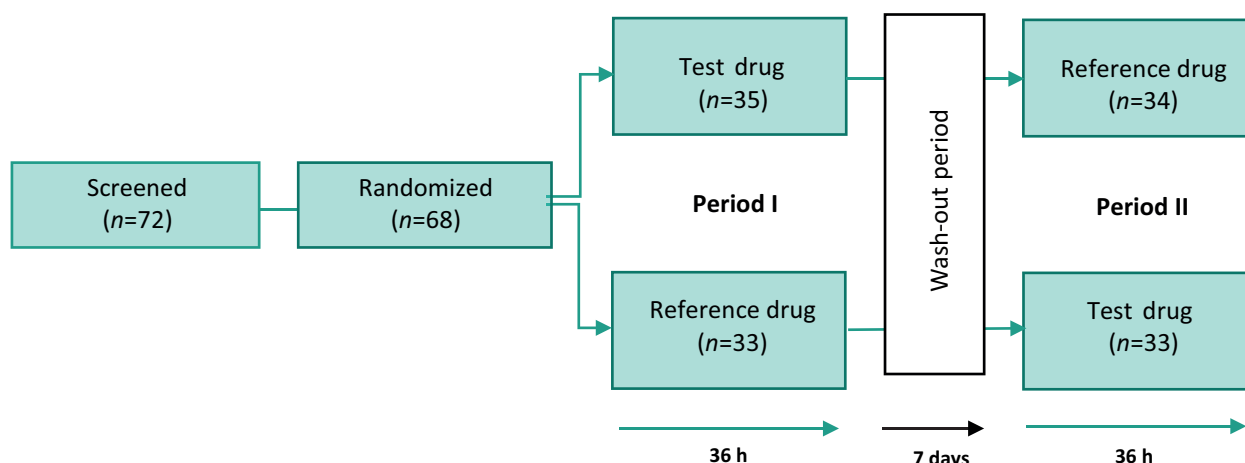 Screened
(n=72)
Randomized
(n=68)
Test drug
(n=35)
Reference drug
(n=33)
Period I
36 h
Wash-out period
7 days
Reference drug
(n=34)
Period II
Test drug
(n=33)
36 h